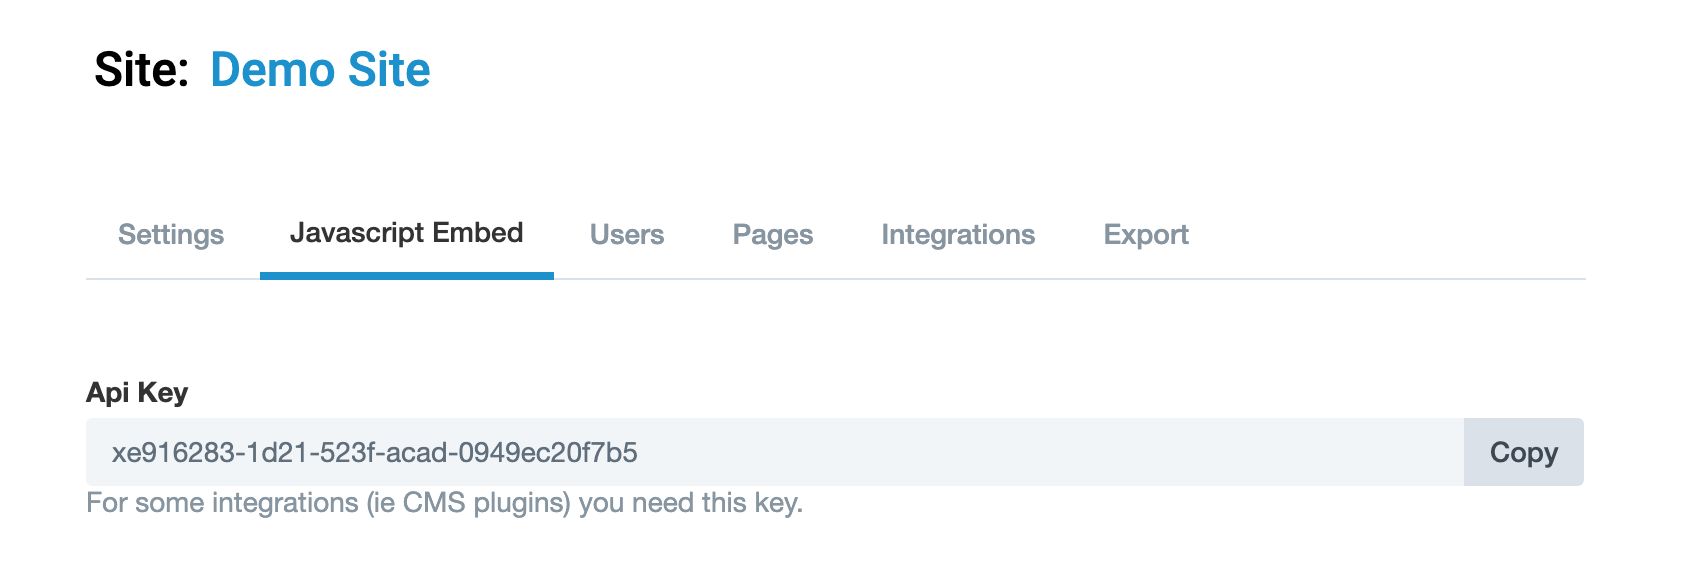 Site: Demo Site
Settings Javascript Embed Users Pages Integrations Export
Api Key
xe916283-1d21-523f-acad-0949ec20f7b5 Copy
For some integrations (ie CMS plugins) you need this key.